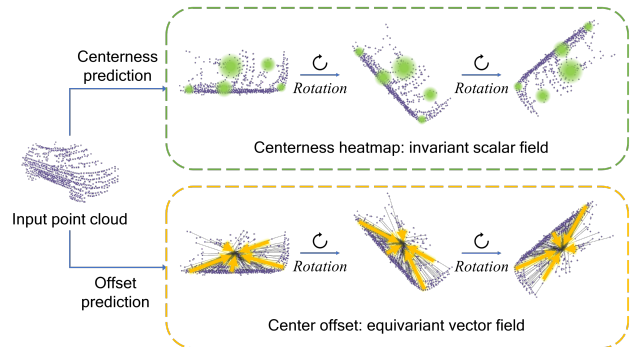 Centerness
prediction
Rotation
Rotation
Centerness heatmap: invariant scalar field
Input point cloud
Offset
prediction
Rotation
Rotation
Center offset: equivariant vector field